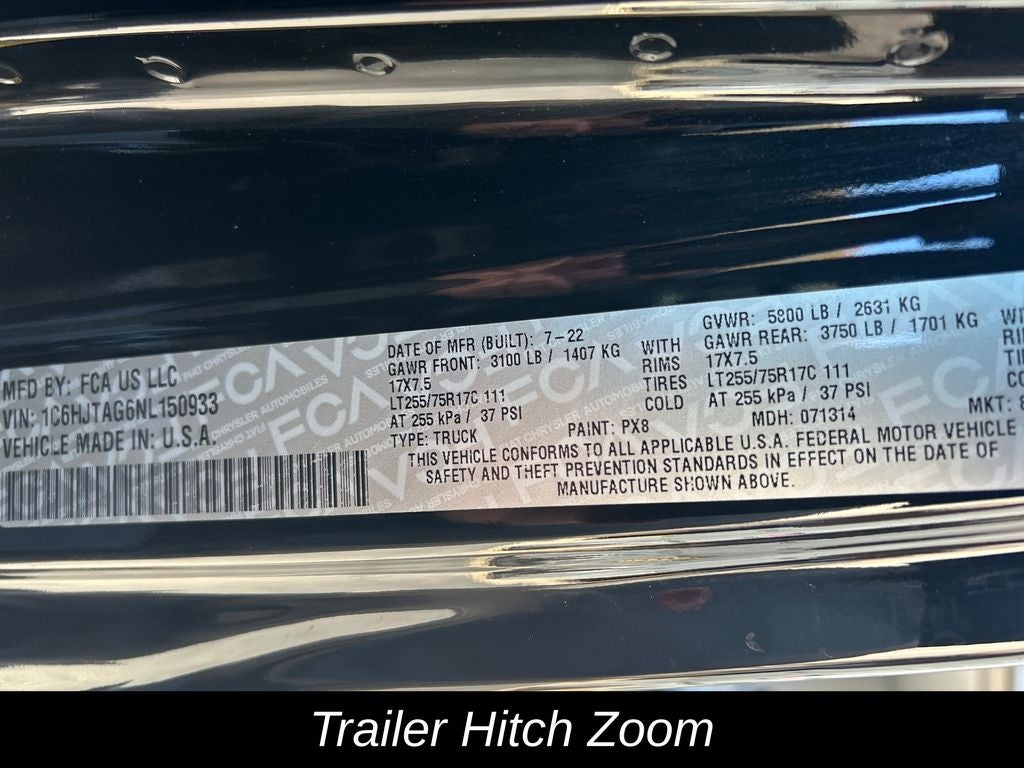 MFD BY: FCA US LLC
VIN: 1C6HJTAG6NL150933
VEHICLE MADE IN: U.S.A.
DATE OF MFR (BUILT): 7-22
GAWR FRONT: 3100 LB / 1407 KG WITH
17X7.5 RIMS
LT255/75R17C 111 TIRES
AT 255 kPa / 37 PSI COLD
TYPE: TRUCK PAINT: PX8
GVWR: 5800 LB / 2631 KG
GAWR REAR: 3750 LB / 1701 KG
17X7.5
LT255/75R17C 111
AT 255 kPa / 37 PSI
MDH: 071314 MKT:
THIS VEHICLE CONFORMS TO ALL APPLICABLE U.S.A. FEDERAL MOTOR VEHICLE
SAFETY AND THEFT PREVENTION STANDARDS IN EFFECT ON THE DATE OF
MANUFACTURE SHOWN ABOVE.
Trailer Hitch Zoom